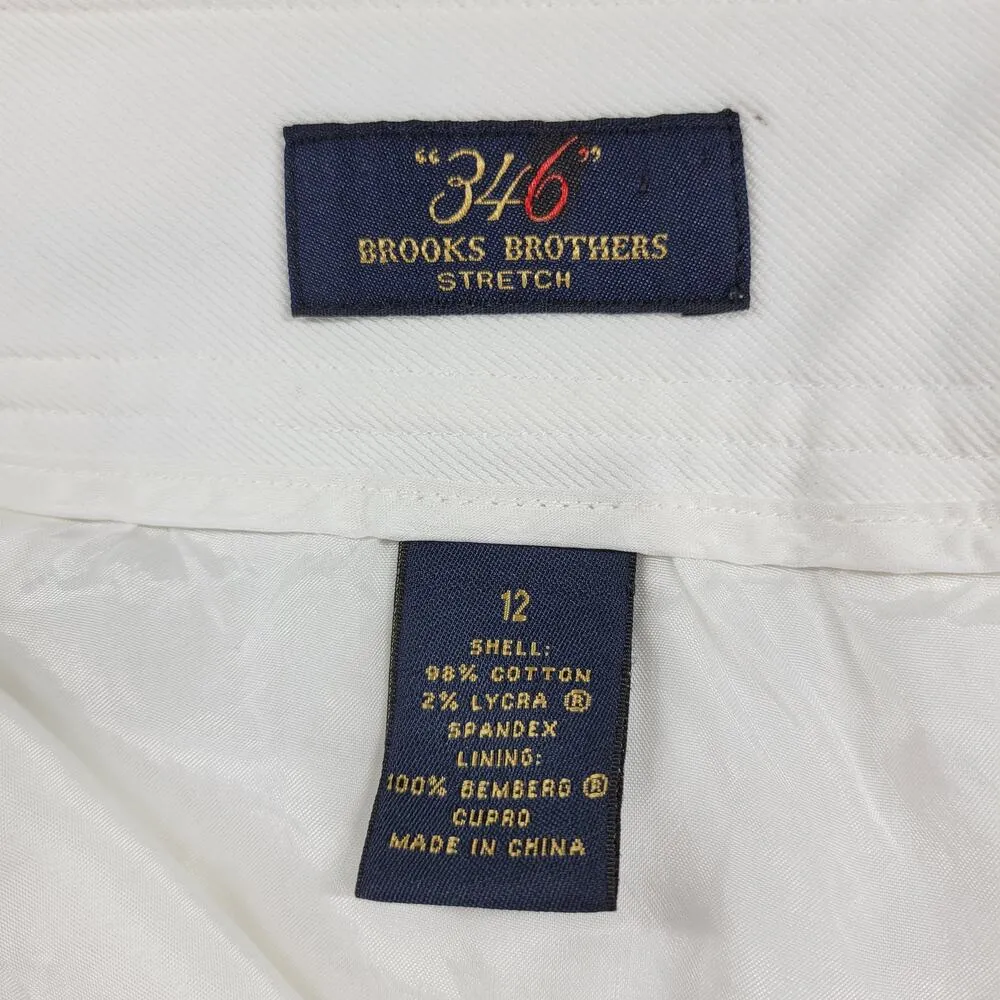 "346"
BROOKS BROTHERS
STRETCH
12
SHELL:
98% COTTON
2% LYCRA ®
SPANDEX
LINING:
100% BEMBERG ®
CUPRO
MADE IN CHINA